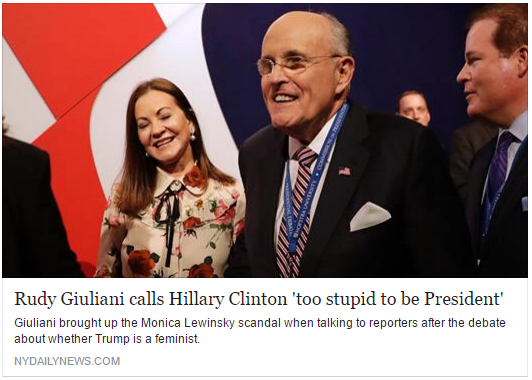 Rudy Giuliani calls Hillary Clinton 'too stupid to be President'
Giuliani brought up the Monica Lewinsky scandal when talking to reporters after the debate
about whether Trump is a feminist.
NYDAILYNEWS.COM